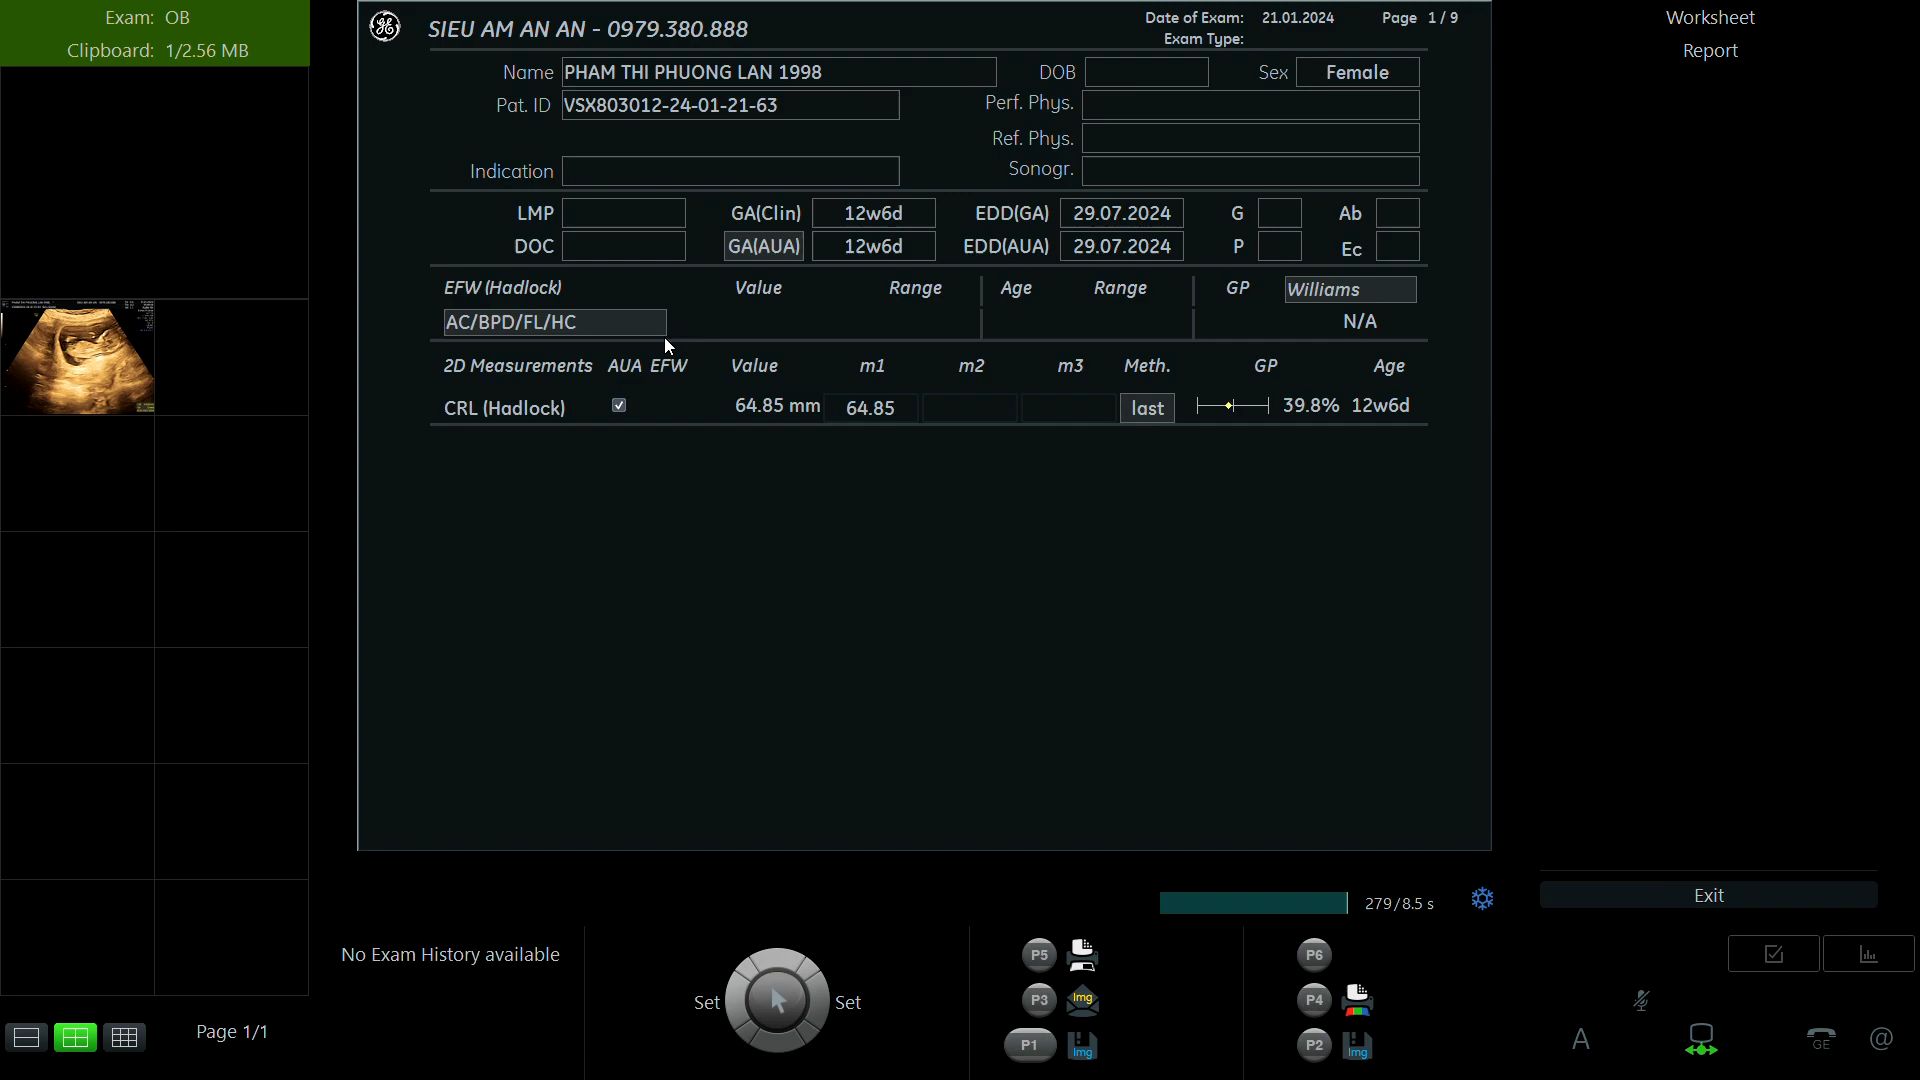 Exam: OB
Clipboard: 1/2.56 MB
SIEU AM AN AN - 0979.380.888
Date of Exam: 21.01.2024 Page 1 / 9
Exam Type:
Name PHAM THI PHUONG LAN 1998 DOB Sex Female
Pat. ID VSX803012-24-01-21-63 Perf. Phys.
Ref. Phys.
Indication Sonogr.
LMP GA(Clin) 12w6d EDD(GA) 29.07.2024 G Ab
DOC GA(AUA) 12w6d EDD(AUA) 29.07.2024 P Ec
EFW (Hadlock) Value Range Age Range GP Williams
AC/BPD/FL/HC N/A
2D Measurements AUA EFW Value m1 m2 m3 Meth. GP Age
CRL (Hadlock) 64.85 mm 64.85 last 39.8% 12w6d
Worksheet
Report
279/8.5 s
Exit
No Exam History available
Set Set
P5
P3 Img
P1 Img
P6
P4
P2 Img
A GE @
Page 1/1